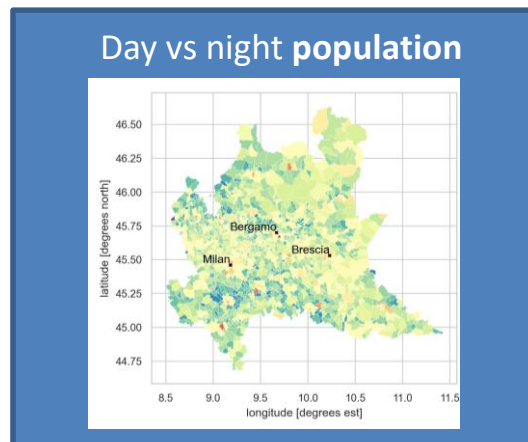 Day vs night population
46.50
46.25
46.00
45.75
45.50
45.25
45.00
44.75
latitude [degrees north]
Bergamo
Brescia
Milan
8.5 9.0 9.5 10.0 10.5 11.0 11.5
longitude [degrees est]